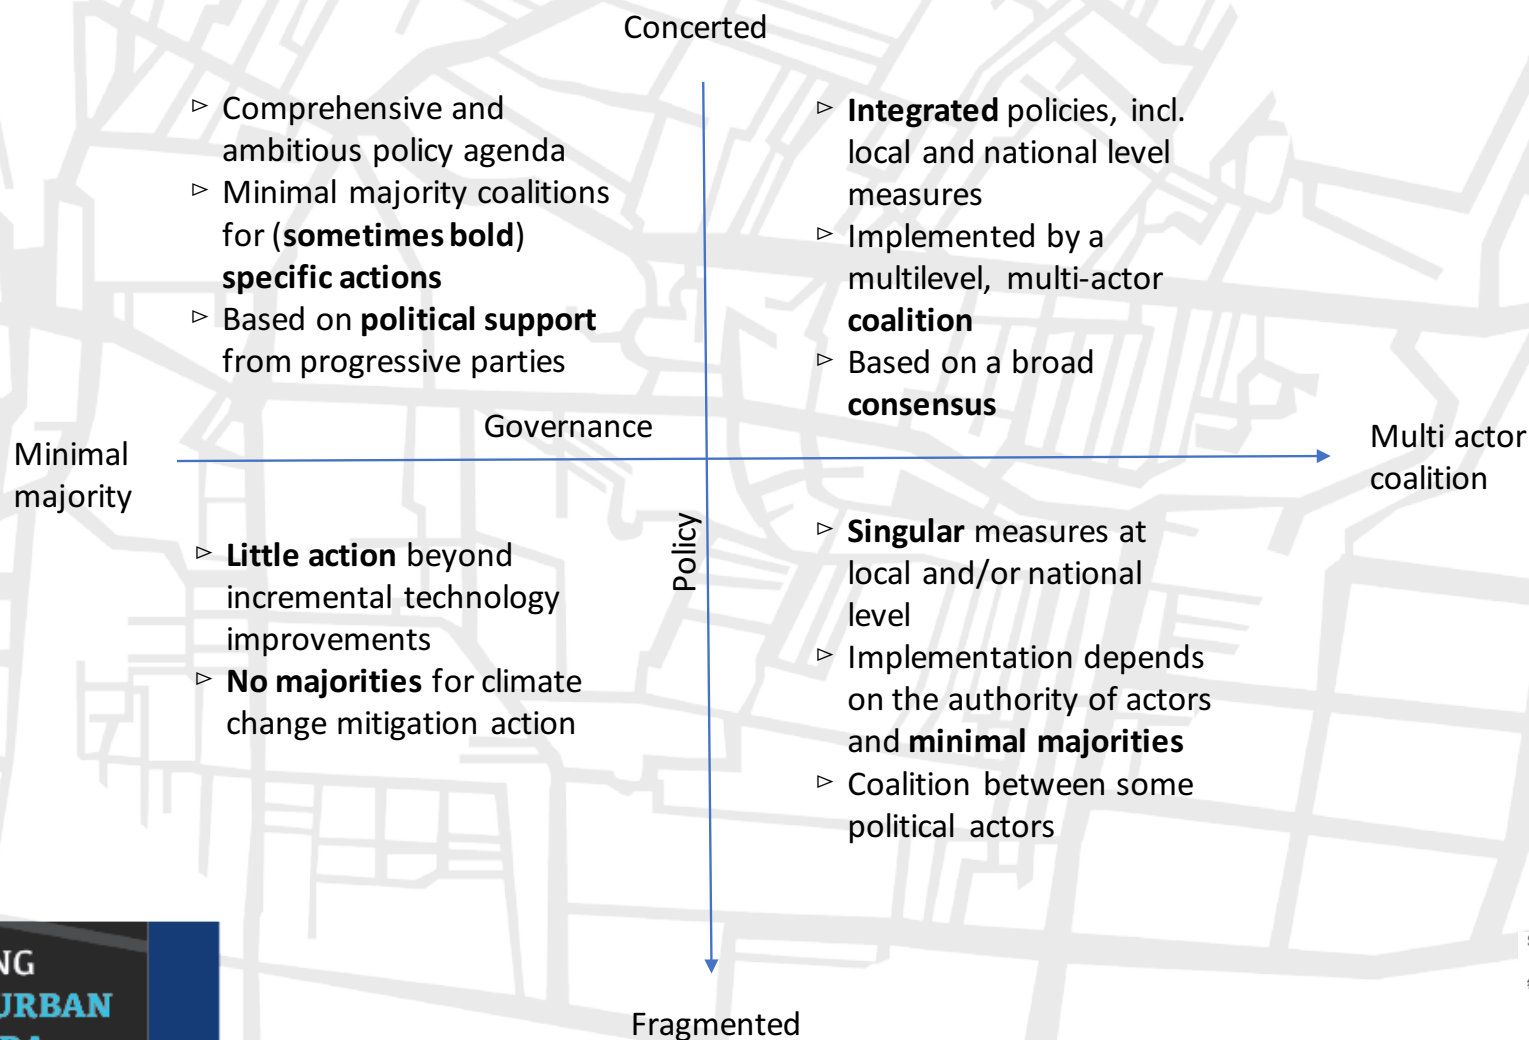 Concerted
▹ Comprehensive and
ambitious policy agenda
▹ Minimal majority coalitions
for (sometimes bold)
specific actions
▹ Based on political support
from progressive parties
▹ Integrated policies, incl.
local and national level
measures
▹ Implemented by a
multilevel, multi-actor
coalition
▹ Based on a broad
consensus
Governance
Minimal
majority
Multi actor
coalition
Policy
▹ Little action beyond
incremental technology
improvements
▹ No majorities for climate
change mitigation action
▹ Singular measures at
local and/or national
level
▹ Implementation depends
on the authority of actors
and minimal majorities
▹ Coalition between some
political actors
Fragmented
NG
URBAN